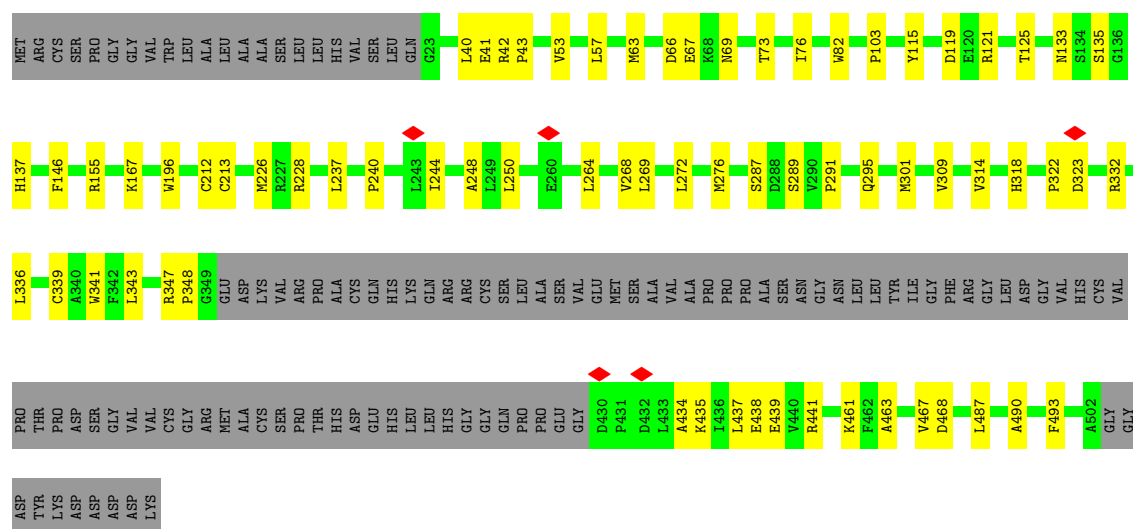 MET ARG CYS SER PRO GLY GLY VAL TRP LEU ALA LEU ALA ALA SER LEU LEU HIS VAL SER LEU GLN G23 L40 E41 R42 P43 V53 L57 M63 D66 E67 K68 N69 T73 I76 W82 P103 Y115 D119 E120 R121 T125 N133 S134 S135 G136
H137 F146 R155 K167 W196 C212 C213 M226 R227 R228 L237 P240 L243 I244 A248 L249 L250 E260 L264 V268 L269 L272 M276 S287 D288 S289 V290 P291 Q295 M301 V309 V314 H318 P322 D323 R332
L336 C339 A340 W341 F342 L343 R347 P348 G349 GLU ASP LYS VAL ARG PRO ALA CYS GLN HIS LYS GLN ARG ARG CYS SER LEU ALA SER VAL GLU MET SER ALA VAL ALA PRO PRO PRO ALA SER ASN GLY ASN LEU LEU TYR ILE GLY PHE ARG GLY LEU ASP GLY VAL HIS CYS VAL
PRO THR PRO ASP SER GLY VAL VAL CYS GLY ARG MET ALA CYS SER PRO THR HIS ASP GLU HIS LEU LEU HIS GLY GLY GLN PRO PRO GLU GLY D430 P431 D432 L433 A434 K435 I436 L437 E438 E439 V440 R441 K461 F462 A463 V467 D468 L487 A490 F493 A502 GLY GLY
ASP TYR LYS ASP ASP ASP ASP LYS